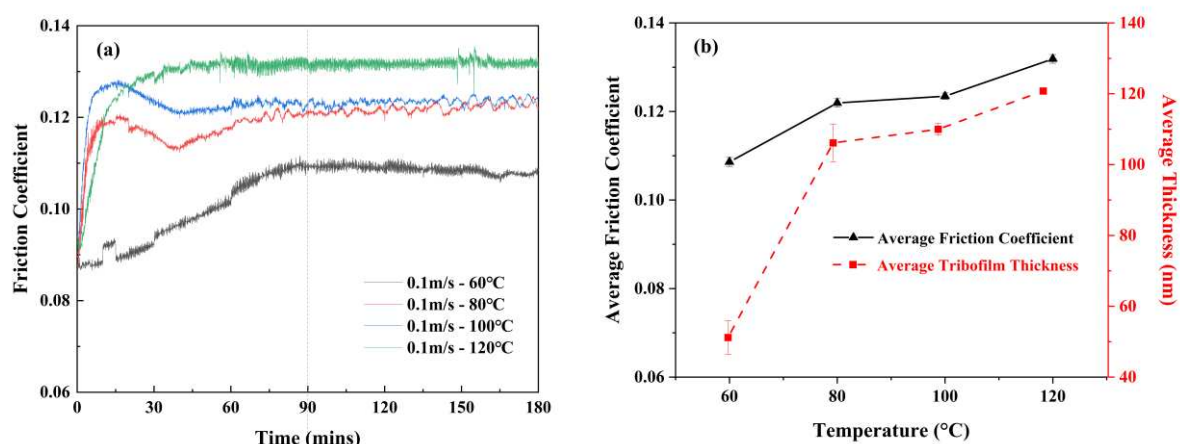 (a)
0.14
0.12
0.10
0.08
0.06
Friction Coefficient
0.1m/s - 60°C
0.1m/s - 80°C
0.1m/s - 100°C
0.1m/s - 120°C
0 30 60 90 120 150 180
Time (mins)
(b)
0.14
0.12
0.10
0.08
0.06
Average Friction Coefficient
Average Friction Coefficient
Average Tribofilm Thickness
140
120
100
80
60
40
Average Thickness (nm)
60 80 100 120
Temperature (°C)